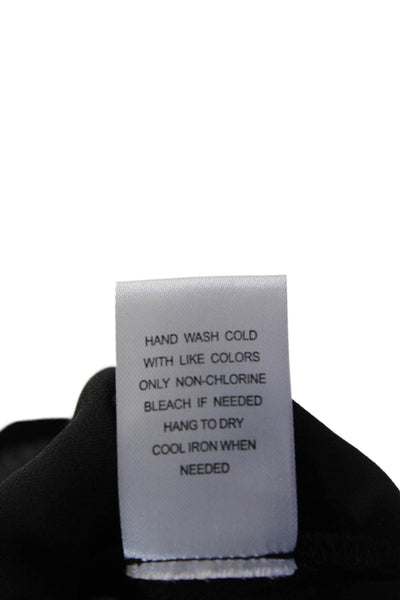 HAND WASH COLD
WITH LIKE COLORS
ONLY NON-CHLORINE
BLEACH IF NEEDED
HANG TO DRY
COOL IRON WHEN
NEEDED